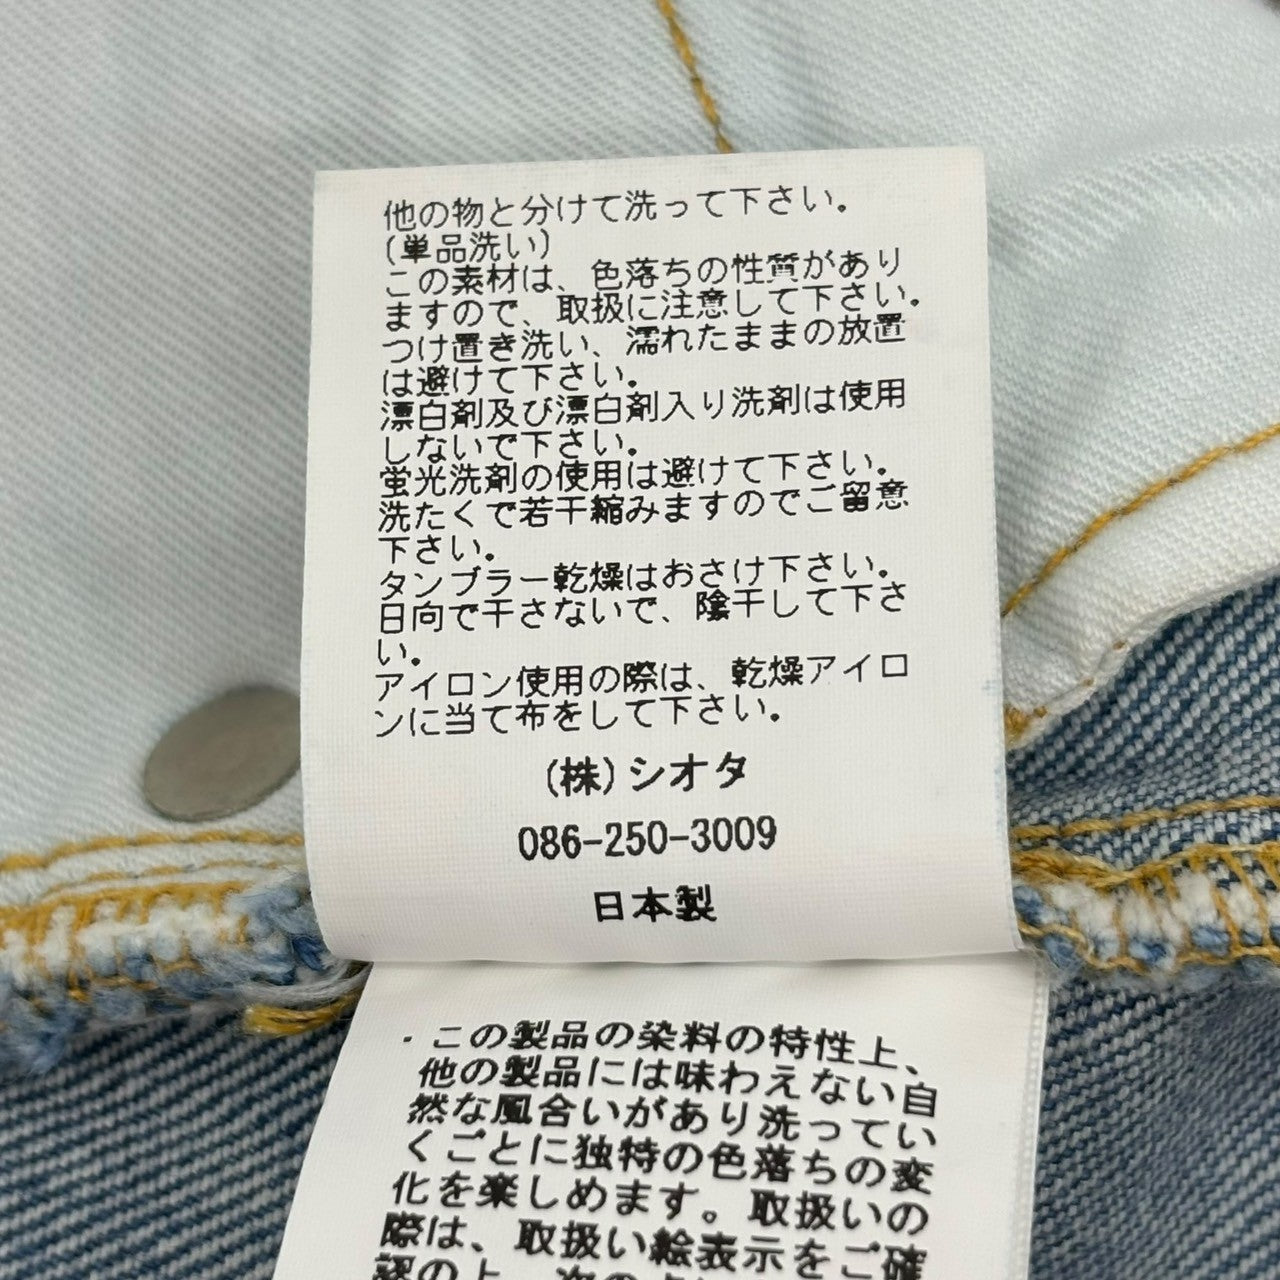 他の物と分けて洗って下さい。
(単品洗い)
この素材は、色落ちの性質があり
ますので、取扱に注意して下さい。
つけ置き洗い、濡れたままの放置
は避けて下さい。
漂白剤及び漂白剤入り洗剤は使用
しないで下さい。
蛍光洗剤の使用は避けて下さい。
洗たくで若干縮みますのでご留意
下さい。
タンブラー乾燥はおさけ下さい。
日向で干さないで、陰干して下さ
い。
アイロン使用の際は、乾燥アイロ
ンに当て布をして下さい。
(株)シオタ
086-250-3009
日本製
・この製品の染料の特性上、
他の製品には味わえない自
然な風合いがあり洗ってい
くごとに独特の色落ちの変
化を楽しめます。取扱いの
際は、取扱い絵表示をご確
認の上、次の